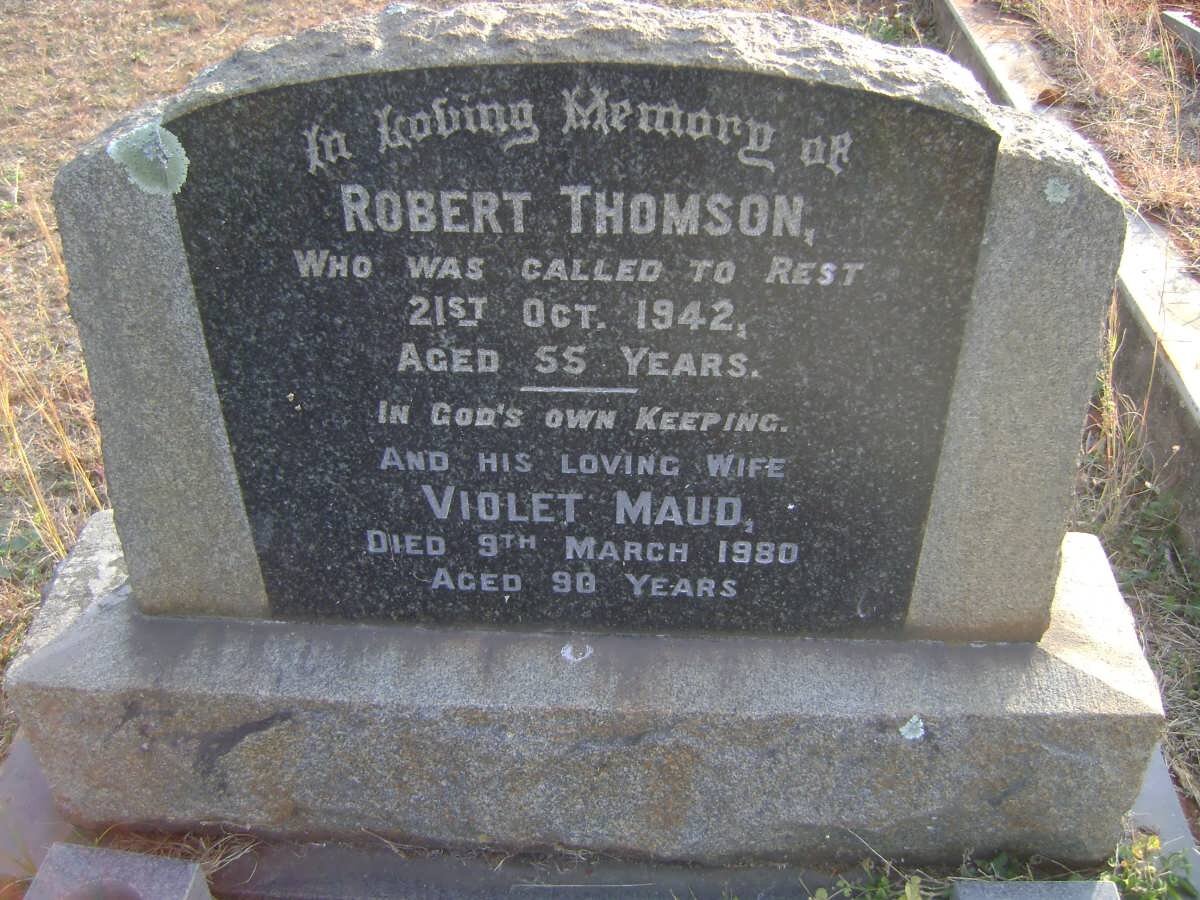 In Loving Memory of
ROBERT THOMSON,
WHO WAS CALLED TO REST
21ST OCT. 1942,
AGED 55 YEARS.
IN GOD'S OWN KEEPING.
AND HIS LOVING WIFE
VIOLET MAUD,
DIED 9TH MARCH 1980
AGED 90 YEARS